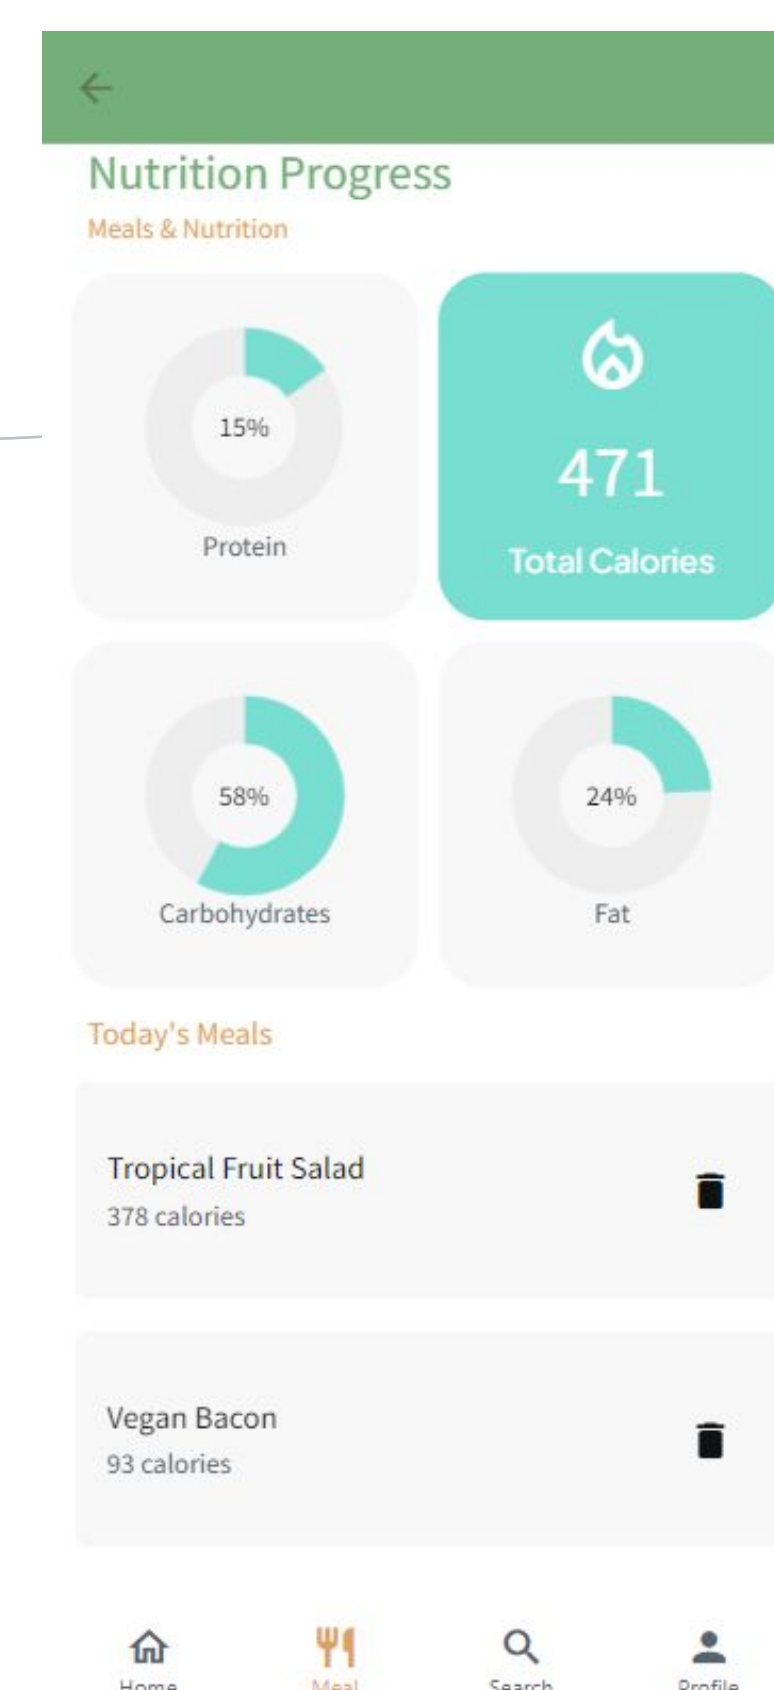 Nutrition Progress
Meals & Nutrition
15%
Protein
471
Total Calories
58%
Carbohydrates
24%
Fat
Today's Meals
Tropical Fruit Salad
378 calories
Vegan Bacon
93 calories
Home
Meal
Search
Profile